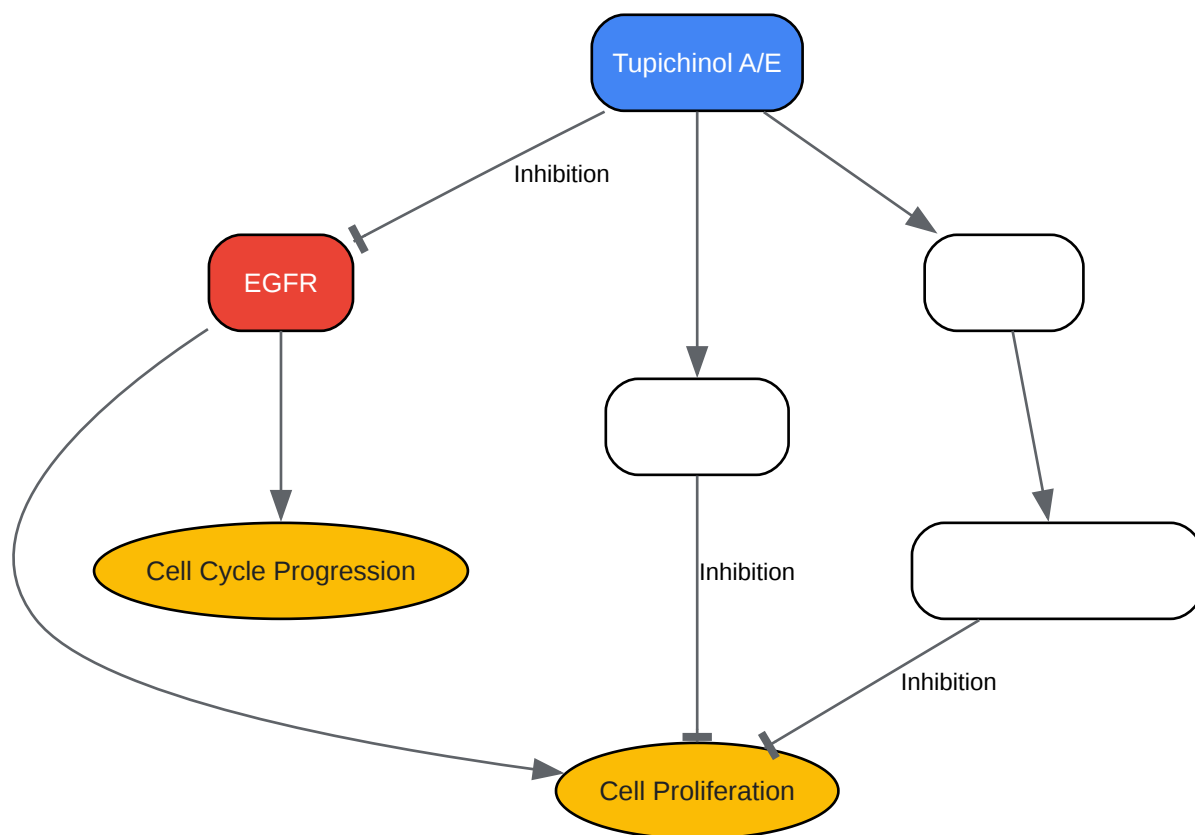 Tupichinol A/E
Inhibition
EGFR
Cell Cycle Progression
Inhibition
Inhibition
Cell Proliferation